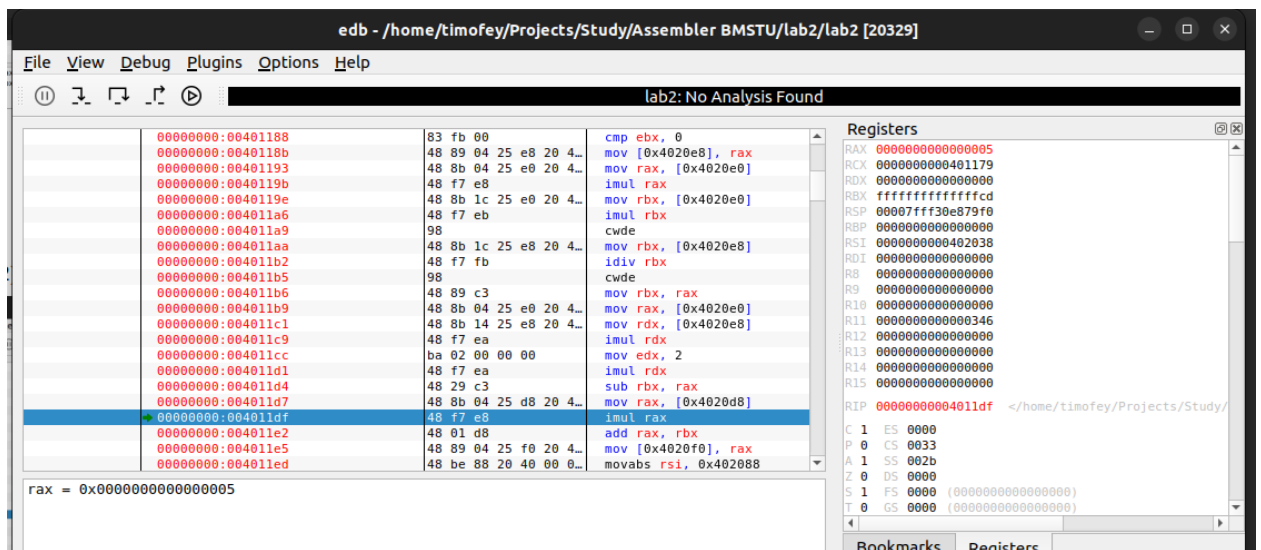 edb - /home/timofey/Projects/Study/Assembler BMSTU/lab2/lab2 [20329]
File View Debug Plugins Options Help
lab2: No Analysis Found
00000000:00401188 83 fb 00 cmp ebx, 0
00000000:0040118b 48 89 04 25 e8 20 4… mov [0x4020e8], rax
00000000:00401193 48 8b 04 25 e0 20 4… mov rax, [0x4020e0]
00000000:0040119b 48 f7 e8 imul rax
00000000:0040119e 48 8b 1c 25 e0 20 4… mov rbx, [0x4020e0]
00000000:004011a6 48 f7 eb imul rbx
00000000:004011a9 98 cwde
00000000:004011aa 48 8b 1c 25 e8 20 4… mov rbx, [0x4020e8]
00000000:004011b2 48 f7 fb idiv rbx
00000000:004011b5 98 cwde
00000000:004011b6 48 89 c3 mov rbx, rax
00000000:004011b9 48 8b 04 25 e0 20 4… mov rax, [0x4020e0]
00000000:004011c1 48 8b 14 25 e8 20 4… mov rdx, [0x4020e8]
00000000:004011c9 48 f7 ea imul rdx
00000000:004011cc ba 02 00 00 00 mov edx, 2
00000000:004011d1 48 f7 ea imul rdx
00000000:004011d4 48 29 c3 sub rbx, rax
00000000:004011d7 48 8b 04 25 d8 20 4… mov rax, [0x4020d8]
00000000:004011df 48 f7 e8 imul rax
00000000:004011e2 48 01 d8 add rax, rbx
00000000:004011e5 48 89 04 25 f0 20 4… mov [0x4020f0], rax
00000000:004011ed 48 be 88 20 40 00 0… movabs rsi, 0x402088
rax = 0x0000000000000005
Registers
RAX 0000000000000005
RCX 0000000000401179
RDX 0000000000000000
RBX ffffffffffffffcd
RSP 00007fff30e879f0
RBP 0000000000000000
RSI 0000000000402038
RDI 0000000000000000
R8 0000000000000000
R9 0000000000000000
R10 0000000000000000
R11 0000000000000346
R12 0000000000000000
R13 0000000000000000
R14 0000000000000000
R15 0000000000000000
RIP 00000000004011df </home/timofey/Projects/Study/
C 1 ES 0000
P 0 CS 0033
A 1 SS 002b
Z 0 DS 0000
S 1 FS 0000 (0000000000000000)
T 0 GS 0000 (0000000000000000)
Bookmarks Registers